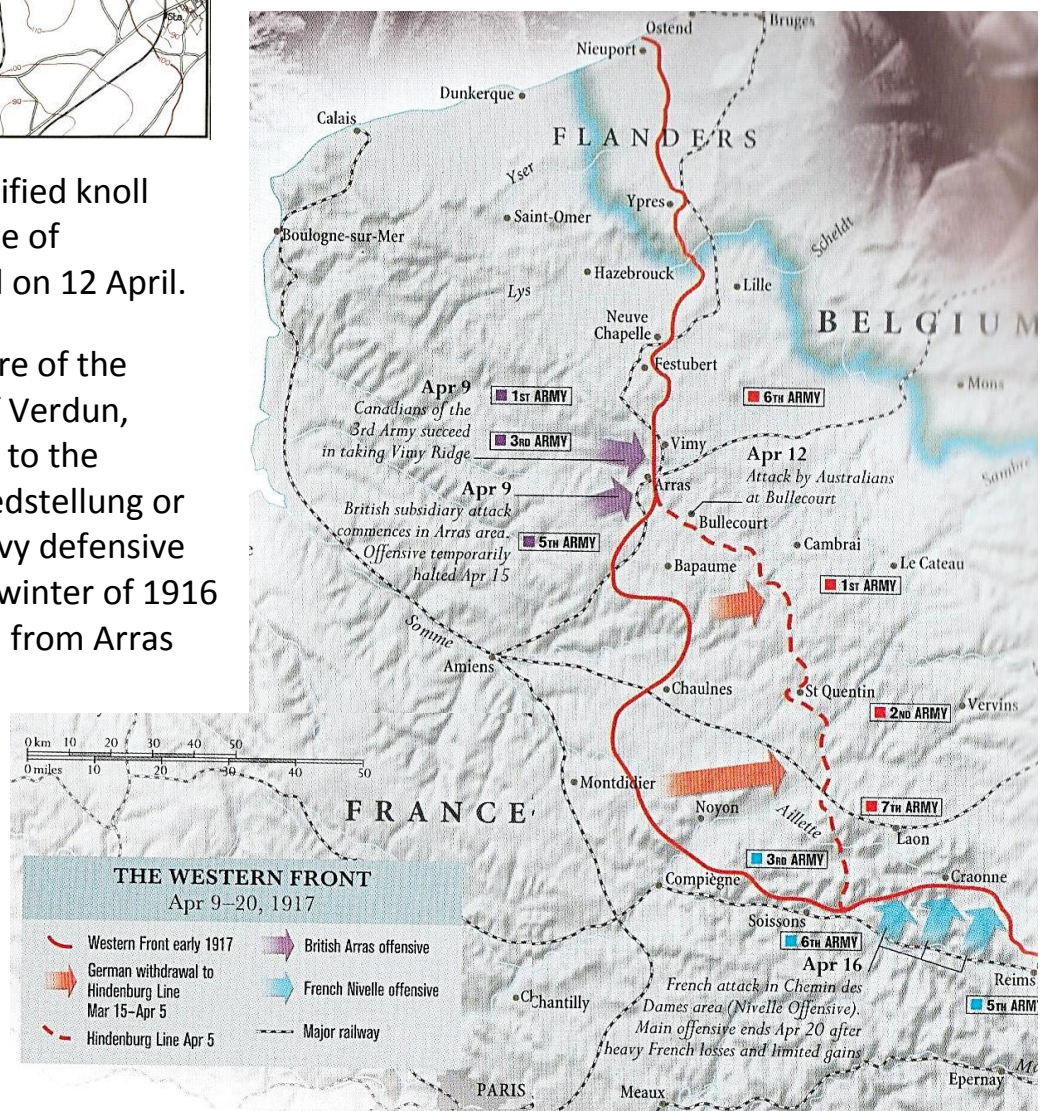 Sta.
100
90
ified knoll
e of
l on 12 April.
re of the
f Verdun,
to the
edstellung or
vy defensive
winter of 1916
from Arras
Ostend
Bruges
Nieuport
Dunkerque
Calais
FLANDERS
Yser
Ypres
Saint-Omer
Boulogne-sur-Mer
Scheldt
Hazebrouck
Lys
Lille
BELGIUM
Neuve
Chapelle
Festubert
Mons
Apr 9
1ST ARMY
Canadians of the
3rd Army succeed
in taking Vimy Ridge
3RD ARMY
6TH ARMY
Vimy
Apr 12
Attack by Australians
at Bullecourt
Arras
Apr 9
British subsidiary attack
commences in Arras area.
Offensive temporarily
halted Apr 15
5TH ARMY
Sambre
Bullecourt
Cambrai
Bapaume
Le Cateau
1ST ARMY
Somme
Amiens
Chaulnes
St Quentin
2ND ARMY
Vervins
0 km 10 20 30 40 50
0 miles 10 20 30 40 50
Montdidier
FRANCE
Noyon
Aillette
7TH ARMY
Laon
3RD ARMY
Compiègne
Craonne
Soissons
6TH ARMY
Apr 16
French attack in Chemin des
Dames area (Nivelle Offensive).
Main offensive ends Apr 20 after
heavy French losses and limited gains
Reims
5TH ARMY
THE WESTERN FRONT
Apr 9–20, 1917
Western Front early 1917
German withdrawal to
Hindenburg Line
Mar 15–Apr 5
Hindenburg Line Apr 5
British Arras offensive
French Nivelle offensive
Major railway
Chantilly
PARIS
Meaux
Epernay